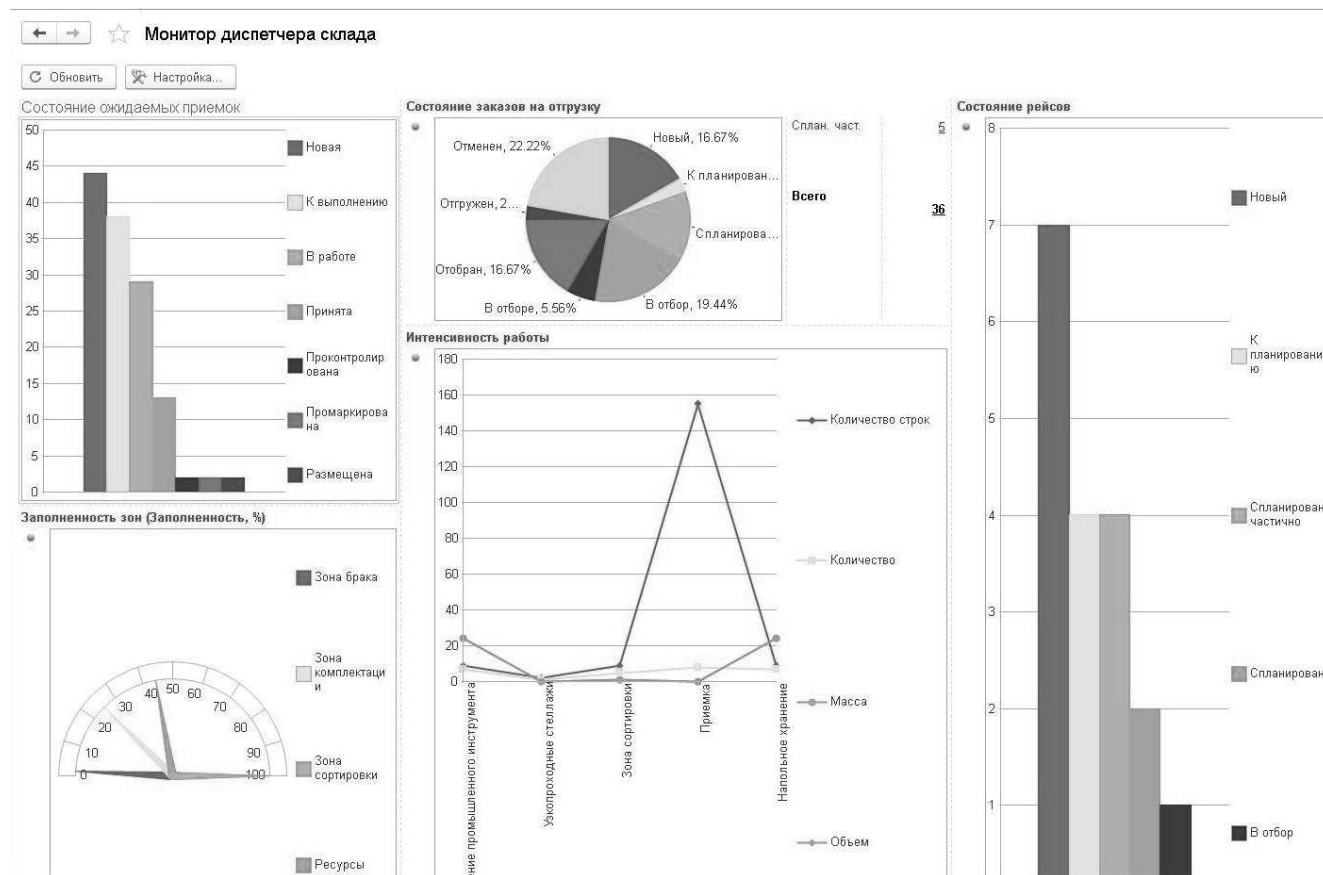 Монитор диспетчера склада
Обновить
Настройка...
Состояние ожидаемых приемок
50
45
40
35
30
25
20
15
10
5
0
Новая
К выполнению
В работе
Принята
Проконтролир
ована
Промаркирова
на
Размещена
Состояние заказов на отгрузку
Отменен, 22.22%
Новый, 16.67%
К планирован...
Отгружен, 2...
Спланирова...
Отобран, 16.67%
В отборе, 5.56%
В отбор, 19.44%
Сплан. част. 5
Всего
36
Состояние рейсов
8
7
6
5
4
3
2
1
Новый
К
планировани
ю
Спланирован
частично
Спланирован
В отбор
Заполненность зон (Заполненность, %)
0
10
20
30
40
50
60
70
80
90
100
Зона брака
Зона
комплектаци
и
Зона
сортировки
Ресурсы
Интенсивность работы
180
160
140
120
100
80
60
40
20
0
ение промышленного инструмента
Узкопроходные стеллажи
Зона сортировки
Приемка
Напольное хранение
Количество строк
Количество
Масса
Объем